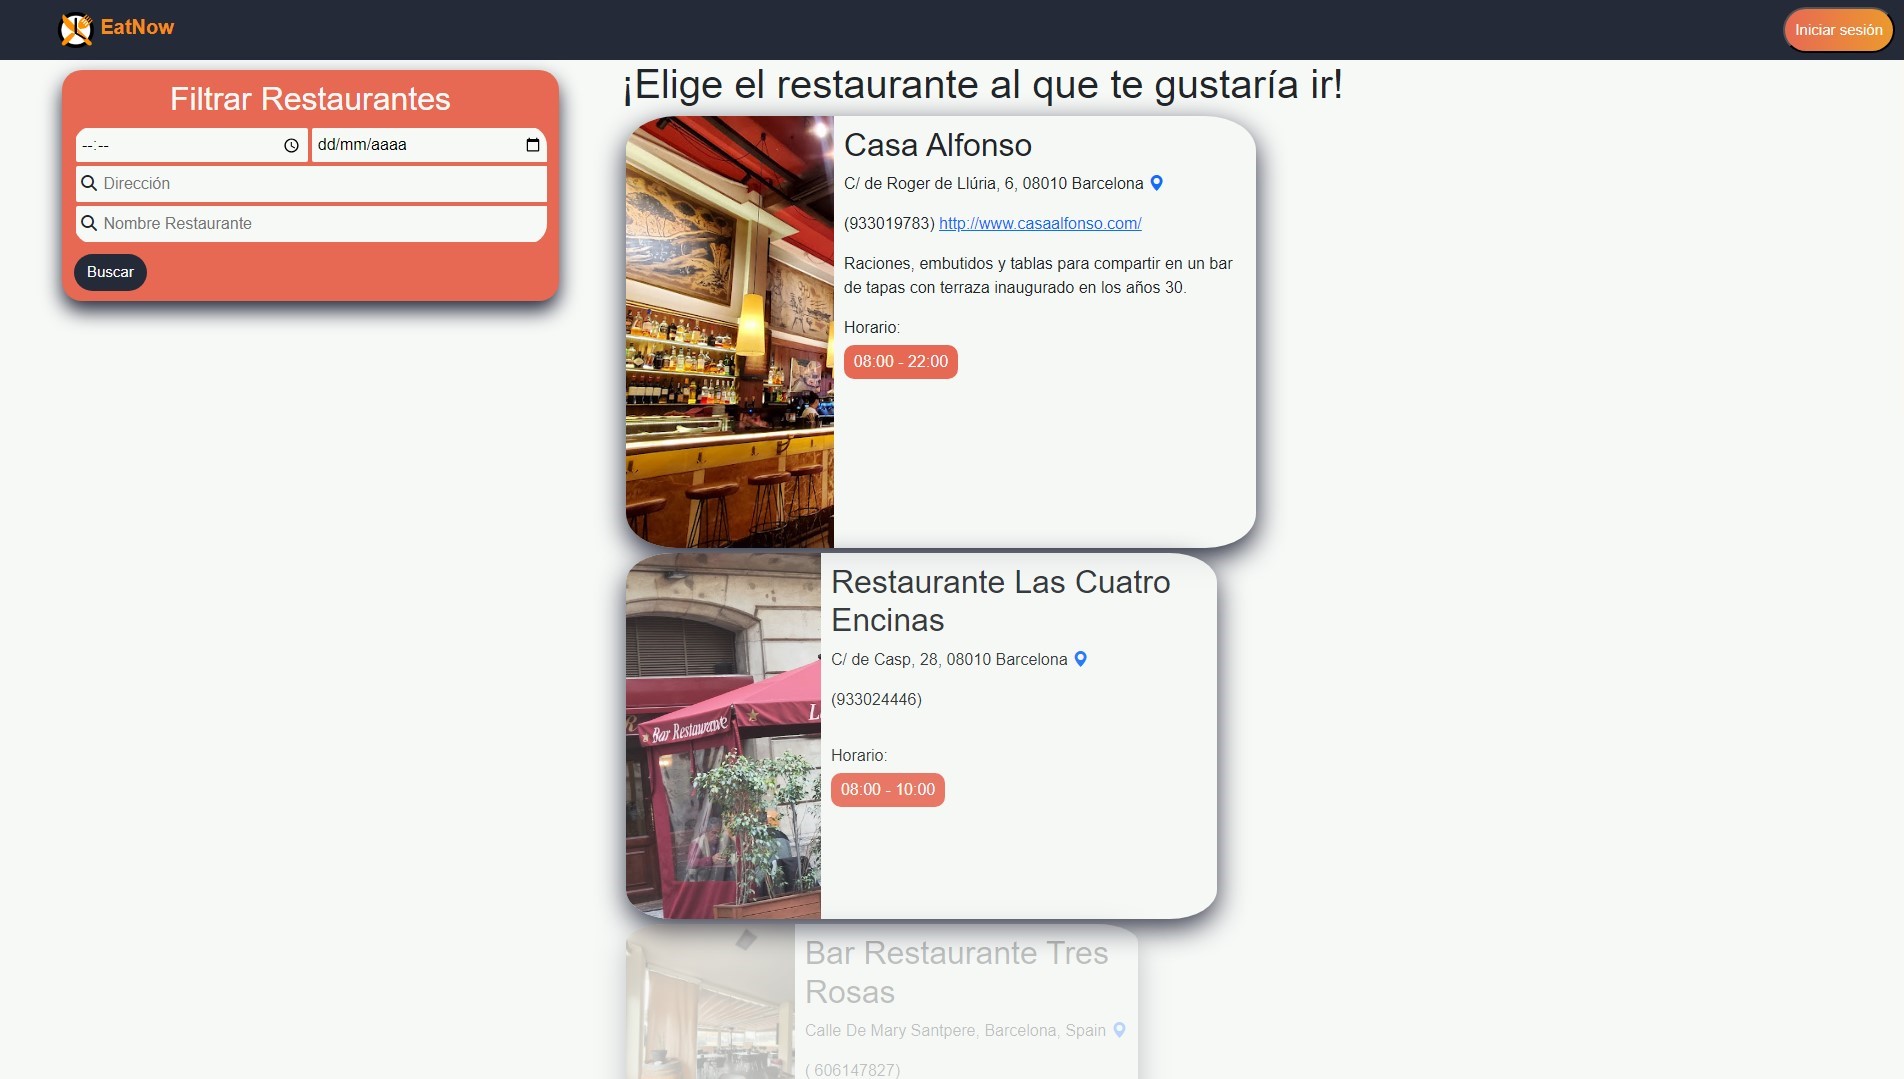 EatNow
Iniciar sesión
Filtrar Restaurantes
--:--
dd/mm/aaaa
Dirección
Nombre Restaurante
Buscar
¡Elige el restaurante al que te gustaría ir!
Casa Alfonso
C/ de Roger de Llúria, 6, 08010 Barcelona
(933019783) http://www.casaalfonso.com/
Raciones, embutidos y tablas para compartir en un bar
de tapas con terraza inaugurado en los años 30.
Horario:
08:00 - 22:00
Bar Restaurante
Restaurante Las Cuatro
Encinas
C/ de Casp, 28, 08010 Barcelona
(933024446)
Horario:
08:00 - 10:00
Bar Restaurante Tres
Rosas
Calle De Mary Santpere, Barcelona, Spain
( 606147827)